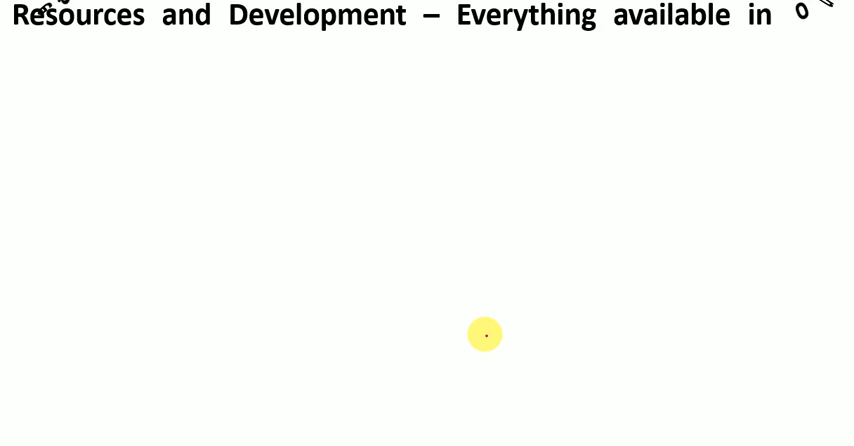 Resources and Development – Everything available in